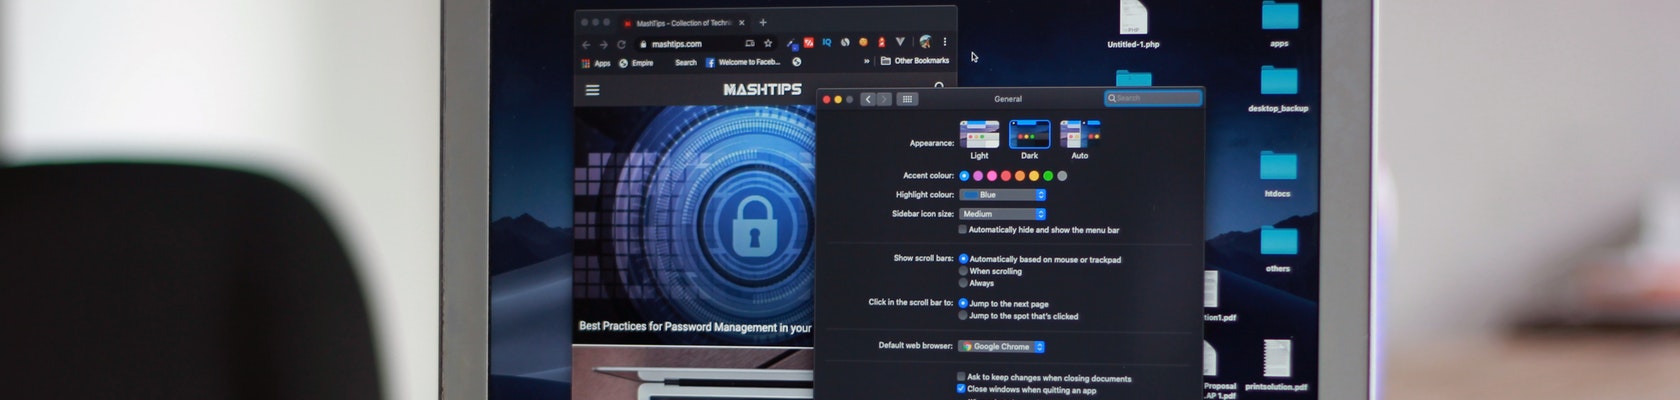 MashTips - Collection of Techni
mashtips.com
IQ
Apps Empire Search Welcome to Faceb... » Other Bookmarks
MASHTIPS
Best Practices for Password Management in your
General
Search
Appearance:
Light Dark Auto
Accent colour:
Highlight colour: Blue
Sidebar icon size: Medium
Automatically hide and show the menu bar
Show scroll bars: Automatically based on mouse or trackpad
When scrolling
Always
Click in the scroll bar to: Jump to the next page
Jump to the spot that's clicked
Default web browser: Google Chrome
Ask to keep changes when closing documents
Close windows when quitting an app
PHP
Untitled-1.php
apps
desktop_backup
htdocs
others
tion1.pdf
Proposal
.AP 1.pdf
printsolution.pdf